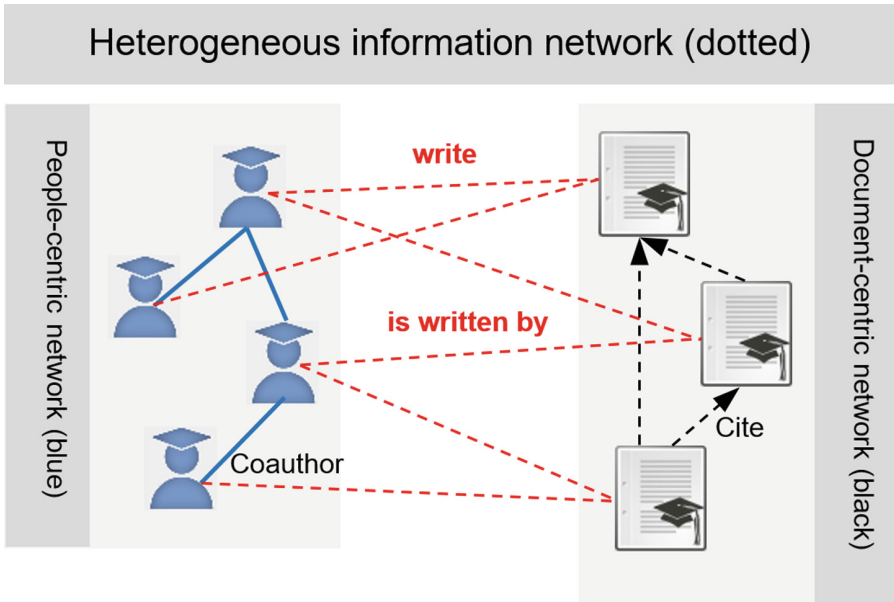 Heterogeneous information network (dotted)
People-centric network (blue)
write
is written by
Coauthor
Cite
Document-centric network (black)